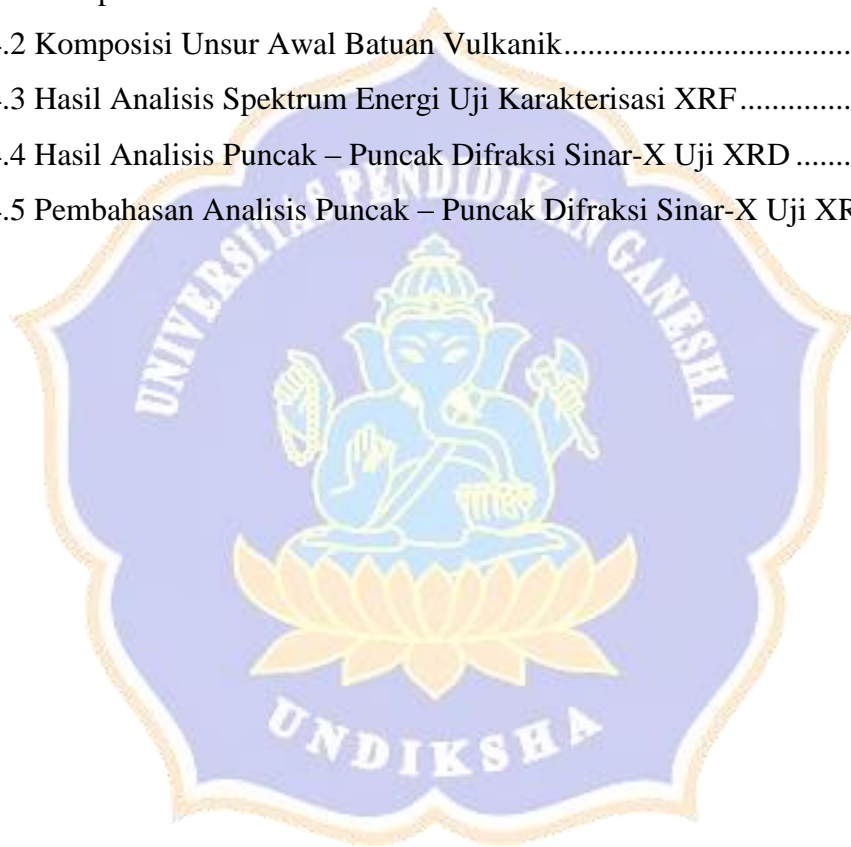 .2 Komposisi Unsur Awal Batuan Vulkanik...................................
.3 Hasil Analisis Spektrum Energi Uji Karakterisasi XRF..............
.4 Hasil Analisis Puncak – Puncak Difraksi Sinar-X Uji XRD.......
.5 Pembahasan Analisis Puncak – Puncak Difraksi Sinar-X Uji
UNIVERSITAS PENDIDIKAN GANESHA
UNDIKSHA